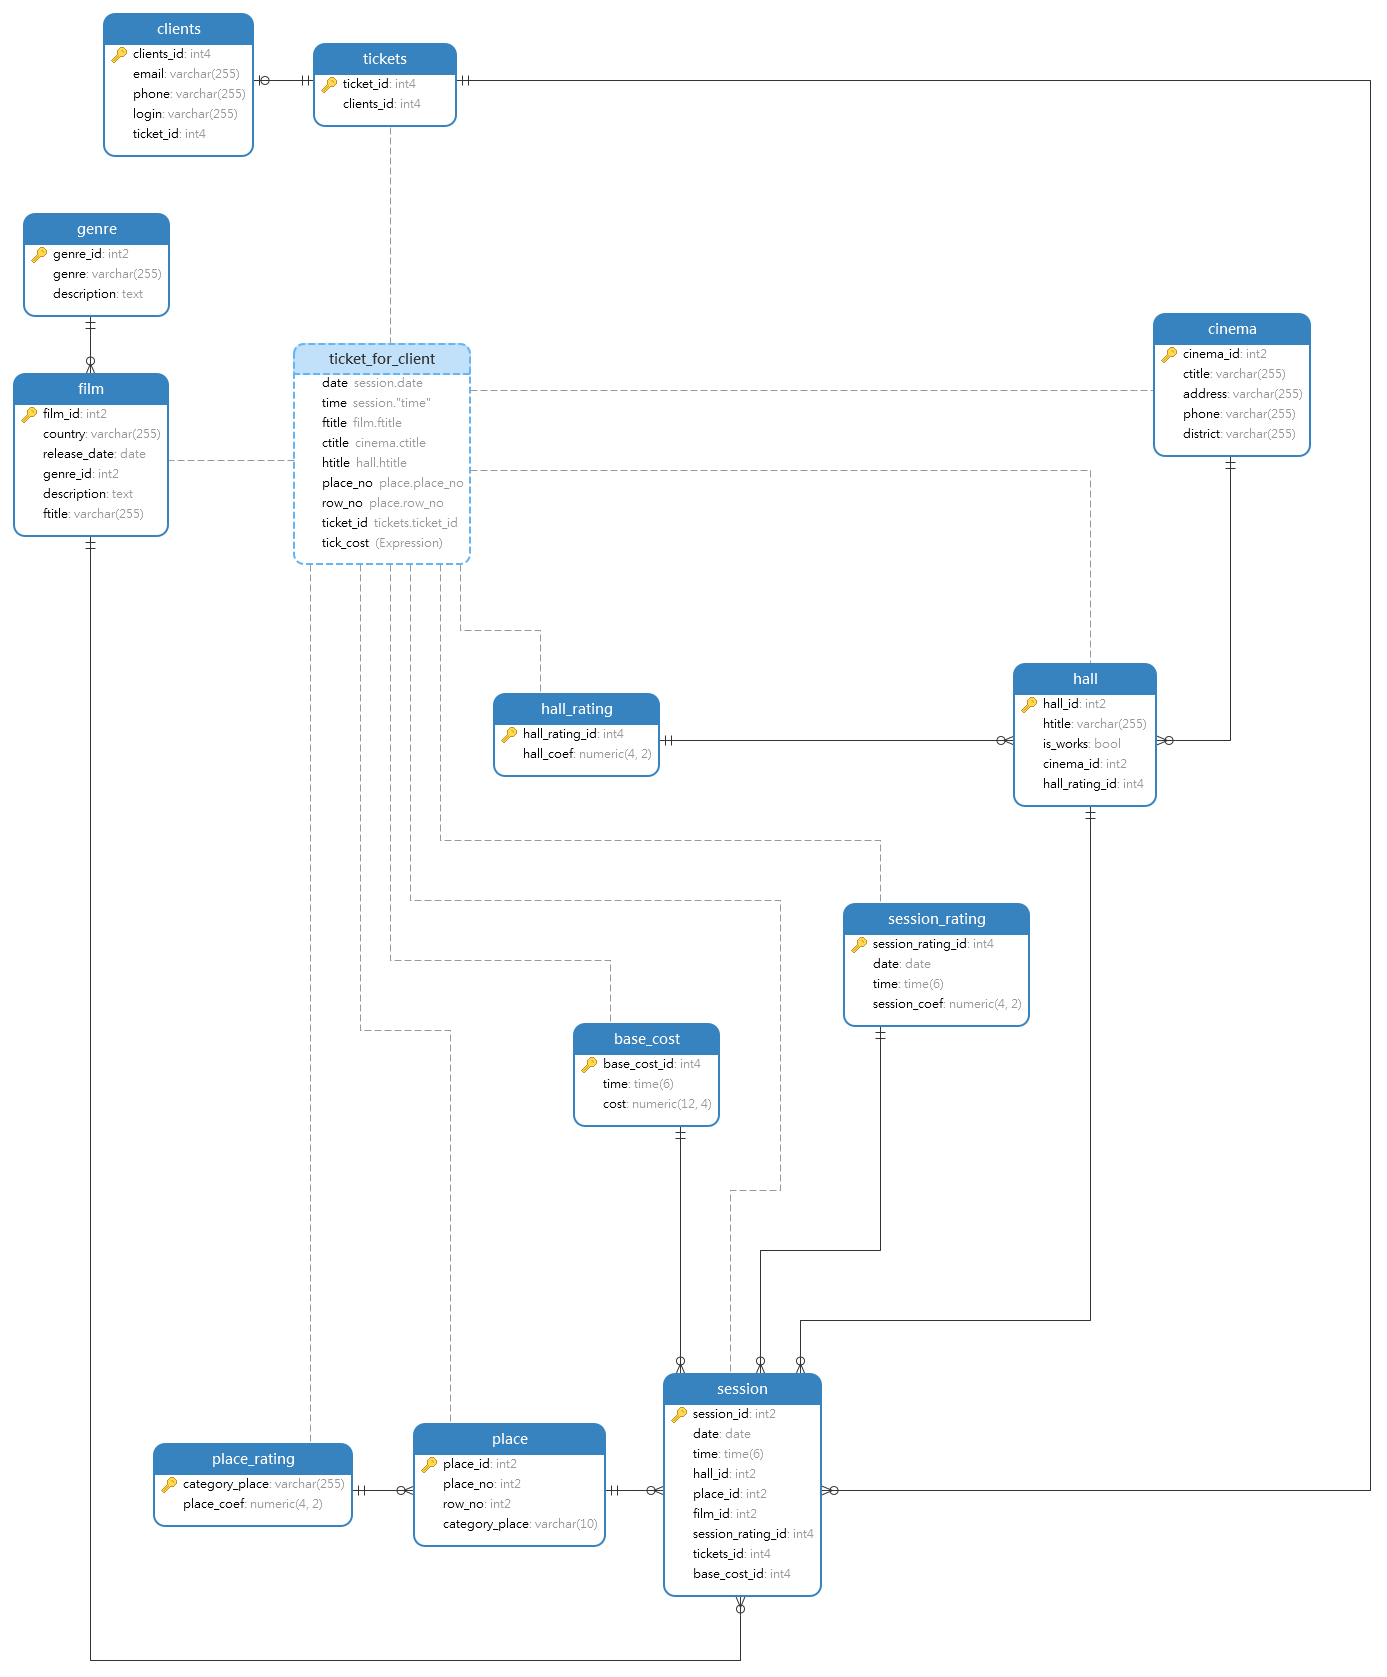 clients
clients_id: int4
email: varchar(255)
phone: varchar(255)
login: varchar(255)
ticket_id: int4
tickets
ticket_id: int4
clients_id: int4
genre
genre_id: int2
genre: varchar(255)
description: text
film
film_id: int2
country: varchar(255)
release_date: date
genre_id: int2
description: text
ftitle: varchar(255)
ticket_for_client
date session.date
time session."time"
ftitle film.ftitle
ctitle cinema.ctitle
htitle hall.htitle
place_no place.place_no
row_no place.row_no
ticket_id tickets.ticket_id
tick_cost (Expression)
cinema
cinema_id: int2
ctitle: varchar(255)
address: varchar(255)
phone: varchar(255)
district: varchar(255)
hall_rating
hall_rating_id: int4
hall_coef: numeric(4, 2)
hall
hall_id: int2
htitle: varchar(255)
is_works: bool
cinema_id: int2
hall_rating_id: int4
session_rating
session_rating_id: int4
date: date
time: time(6)
session_coef: numeric(4, 2)
base_cost
base_cost_id: int4
time: time(6)
cost: numeric(12, 4)
place_rating
category_place: varchar(255)
place_coef: numeric(4, 2)
place
place_id: int2
place_no: int2
row_no: int2
category_place: varchar(10)
session
session_id: int2
date: date
time: time(6)
hall_id: int2
place_id: int2
film_id: int2
session_rating_id: int4
tickets_id: int4
base_cost_id: int4